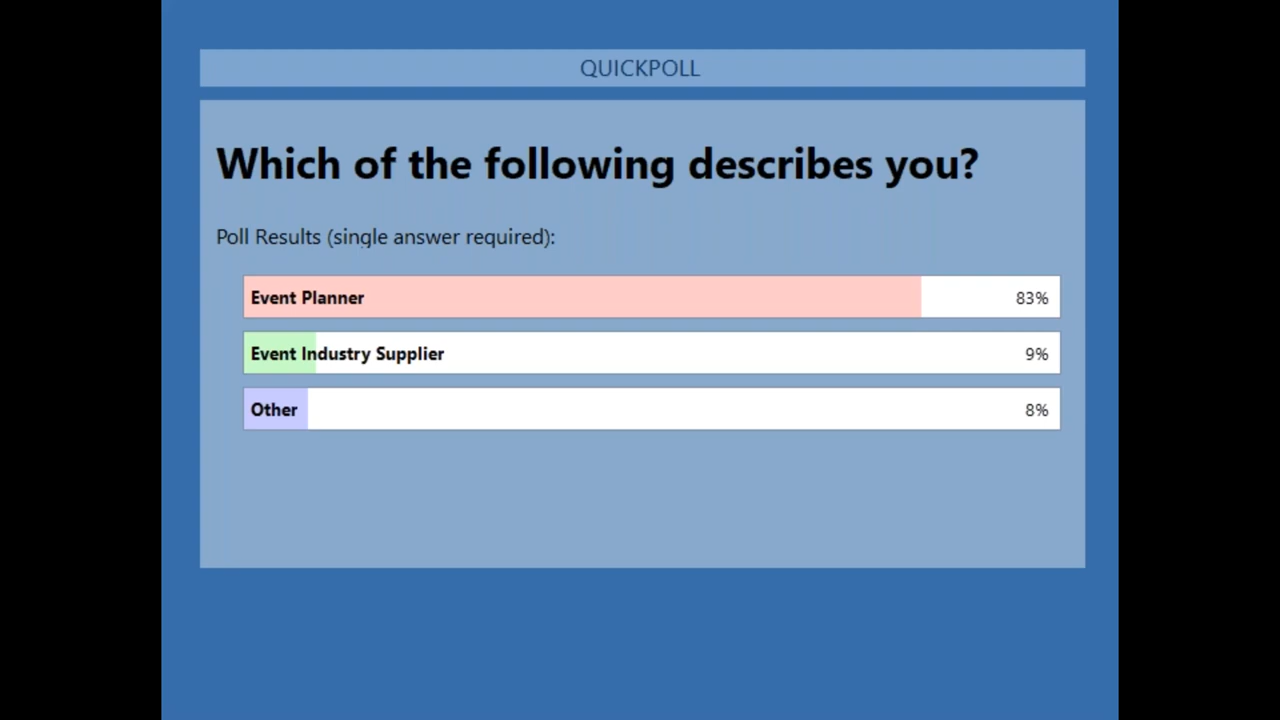 QUICKPOLL
Which of the following describes you?
Poll Results (single answer required):
Event Planner 83%
Event Industry Supplier 9%
Other 8%